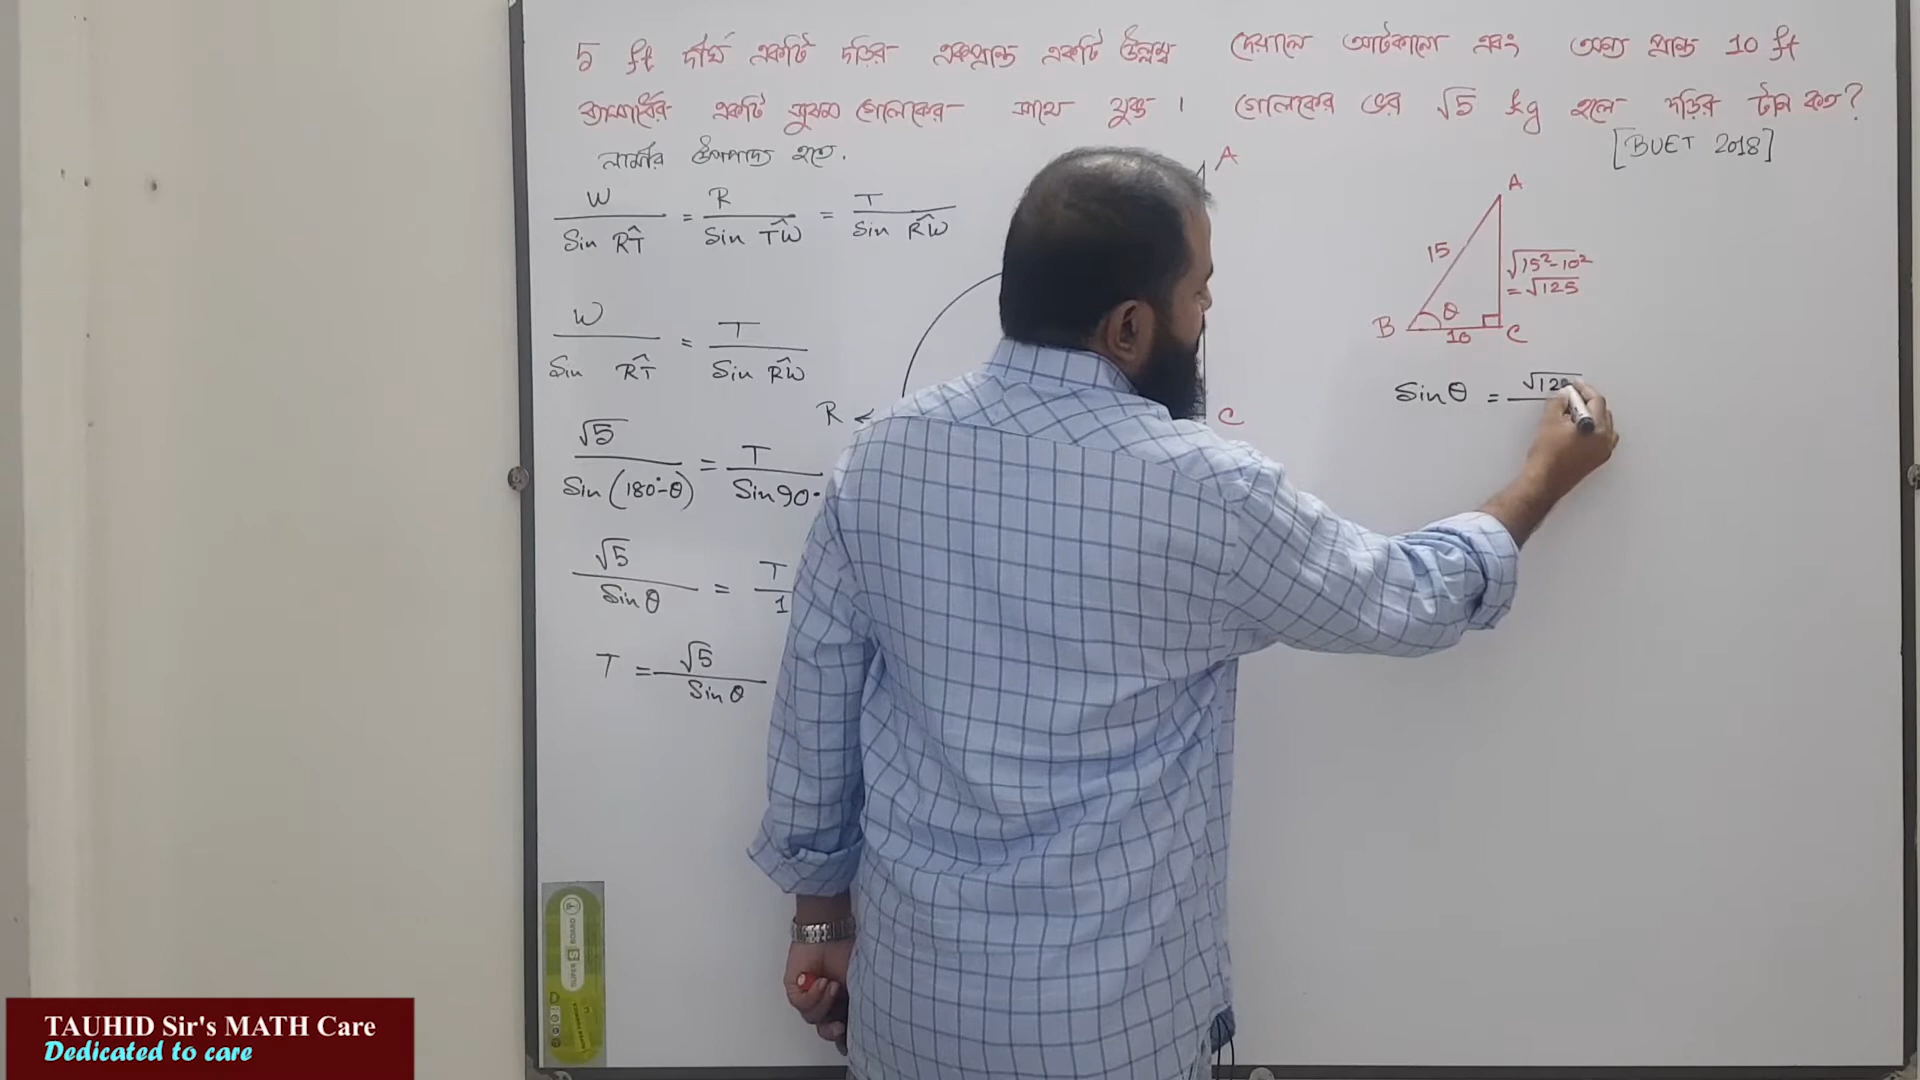 5 ft দীর্ঘ একটি দড়ির একপ্রান্ত একটি উল্লম্ব দেয়ালে আটকানো এবং অন্য প্রান্ত 10 ft
ব্যাসার্ধের একটি সুষম গোলকের সাথে যুক্ত । গোলকের ভর √5 kg হলে দড়ির টান কত?
[BUET 2018]
লামীর উপপাদ্য হতে.
W / Sin RT̂ = R / Sin TŴ = T / Sin RŴ
W / Sin RT̂ = T / Sin RŴ
√5 / Sin (180°-θ) = T / Sin 90°
√5 / Sin θ = T / 1
T = √5 / Sin θ
A
R
C
A
15
√15²-10²
= √125
B
θ
10
C
Sin θ =
SUPER S BOARD
TAUHID Sir's MATH Care
Dedicated to care